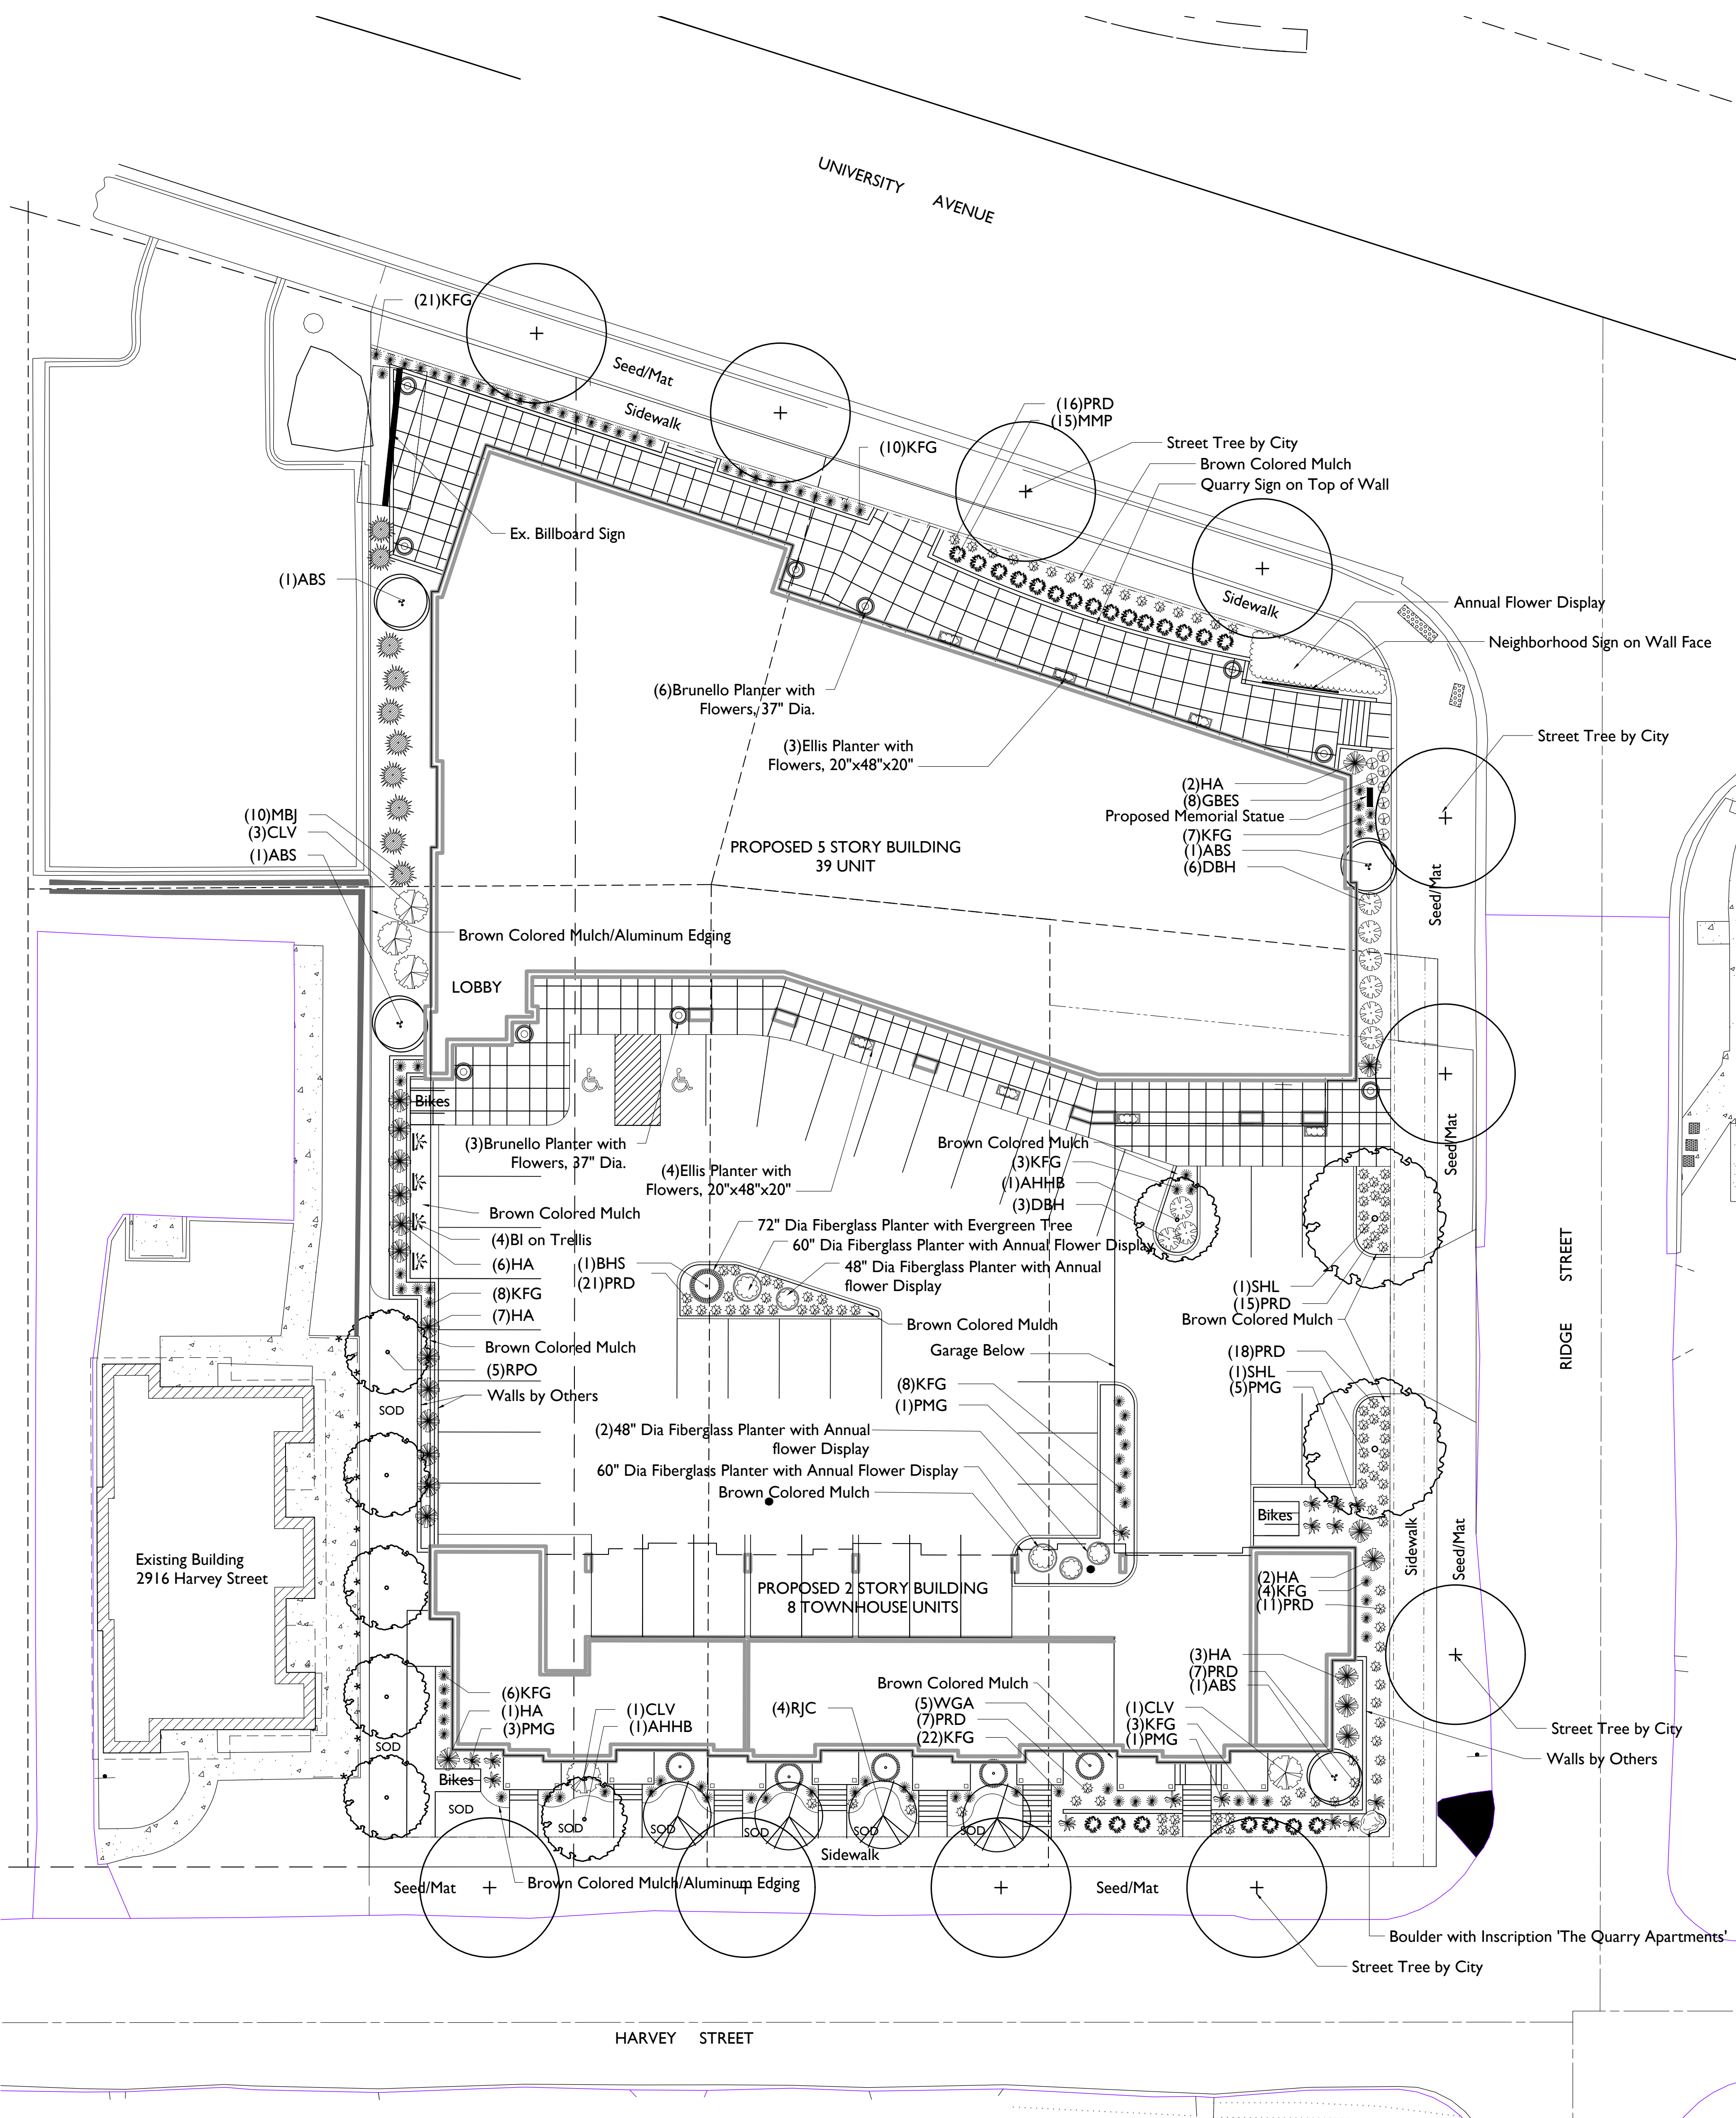 UNIVERSITY AVENUE
(21)KFG
Seed/Mat
Sidewalk
(16)PRD
(15)MMP
(10)KFG
Street Tree by City
Brown Colored Mulch
Quarry Sign on Top of Wall
Ex. Billboard Sign
(1)ABS
Sidewalk
Annual Flower Display
Neighborhood Sign on Wall Face
(6)Brunello Planter with
Flowers, 37" Dia.
(3)Ellis Planter with
Flowers, 20"x48"x20"
Street Tree by City
(2)HA
(8)GBES
Proposed Memorial Statue
(7)KFG
(1)ABS
(6)DBH
(10)MBJ
(3)CLV
(1)ABS
PROPOSED 5 STORY BUILDING
39 UNIT
Seed/Mat
Brown Colored Mulch/Aluminum Edging
LOBBY
Bikes
(3)Brunello Planter with
Flowers, 37" Dia.
(4)Ellis Planter with
Flowers, 20"x48"x20"
Brown Colored Mulch
(3)KFG
(1)AHHB
(3)DBH
Seed/Mat
Brown Colored Mulch
(4)BI on Trellis
(6)HA
(8)KFG
(7)HA
Brown Colored Mulch
(5)RPO
Walls by Others
72" Dia Fiberglass Planter with Evergreen Tree
60" Dia Fiberglass Planter with Annual Flower Display
48" Dia Fiberglass Planter with Annual
flower Display
(1)BHS
(21)PRD
Brown Colored Mulch
Garage Below
(1)SHL
(15)PRD
Brown Colored Mulch
(18)PRD
(1)SHL
(5)PMG
RIDGE STREET
SOD
(8)KFG
(1)PMG
(2)48" Dia Fiberglass Planter with Annual
flower Display
60" Dia Fiberglass Planter with Annual Flower Display
Brown Colored Mulch
Bikes
Sidewalk
Seed/Mat
Existing Building
2916 Harvey Street
PROPOSED 2 STORY BUILDING
8 TOWNHOUSE UNITS
(2)HA
(4)KFG
(11)PRD
(3)HA
(7)PRD
(1)ABS
(6)KFG
(1)HA
(3)PMG
(1)CLV
(1)AHHB
(4)RJC
Brown Colored Mulch
(5)WGA
(7)PRD
(22)KFG
(1)CLV
(3)KFG
(1)PMG
Street Tree by City
Walls by Others
SOD
Bikes
SOD
SOD
SOD
SOD
SOD
SOD
Sidewalk
Seed/Mat
Brown Colored Mulch/Aluminum Edging
Seed/Mat
Boulder with Inscription 'The Quarry Apartments'
Street Tree by City
HARVEY STREET